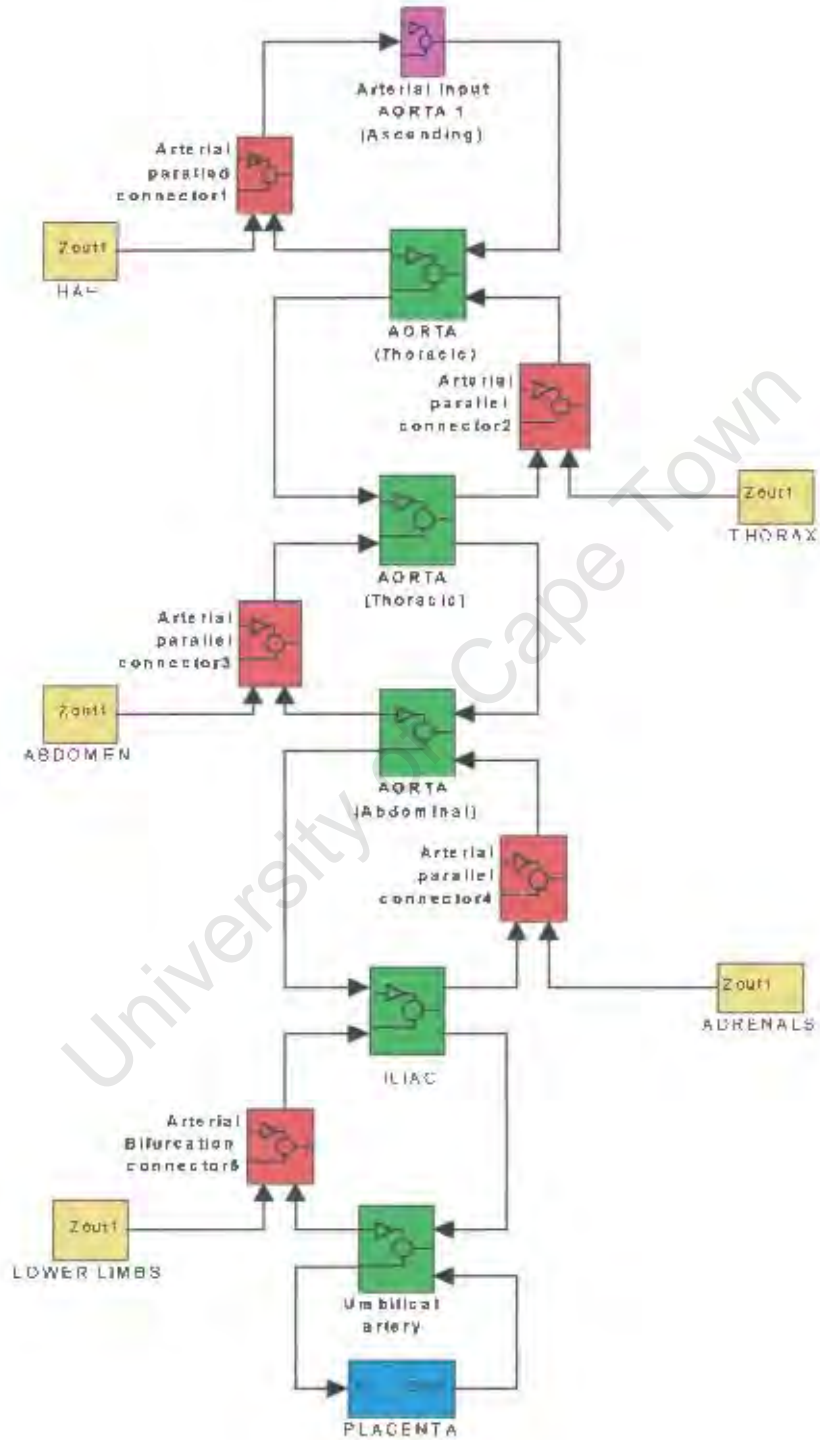 Arterial Input
AORTA 1
(Ascending)
Arterial
parallel
connector1
Zout1
AORTA
(Thoracic)
Arterial
parallel
connector2
Zout1
THORAX
AORTA
(Thoracic)
Arterial
parallel
connector3
Zout1
ABDOMEN
AORTA
(Abdominal)
Arterial
parallel
connector4
Zout1
ADRENALS
ILIAC
Arterial
Bifurcation
connector5
Zout1
LOWER LIMBS
Umbilical
artery
PLACENTA
University of Cape Town